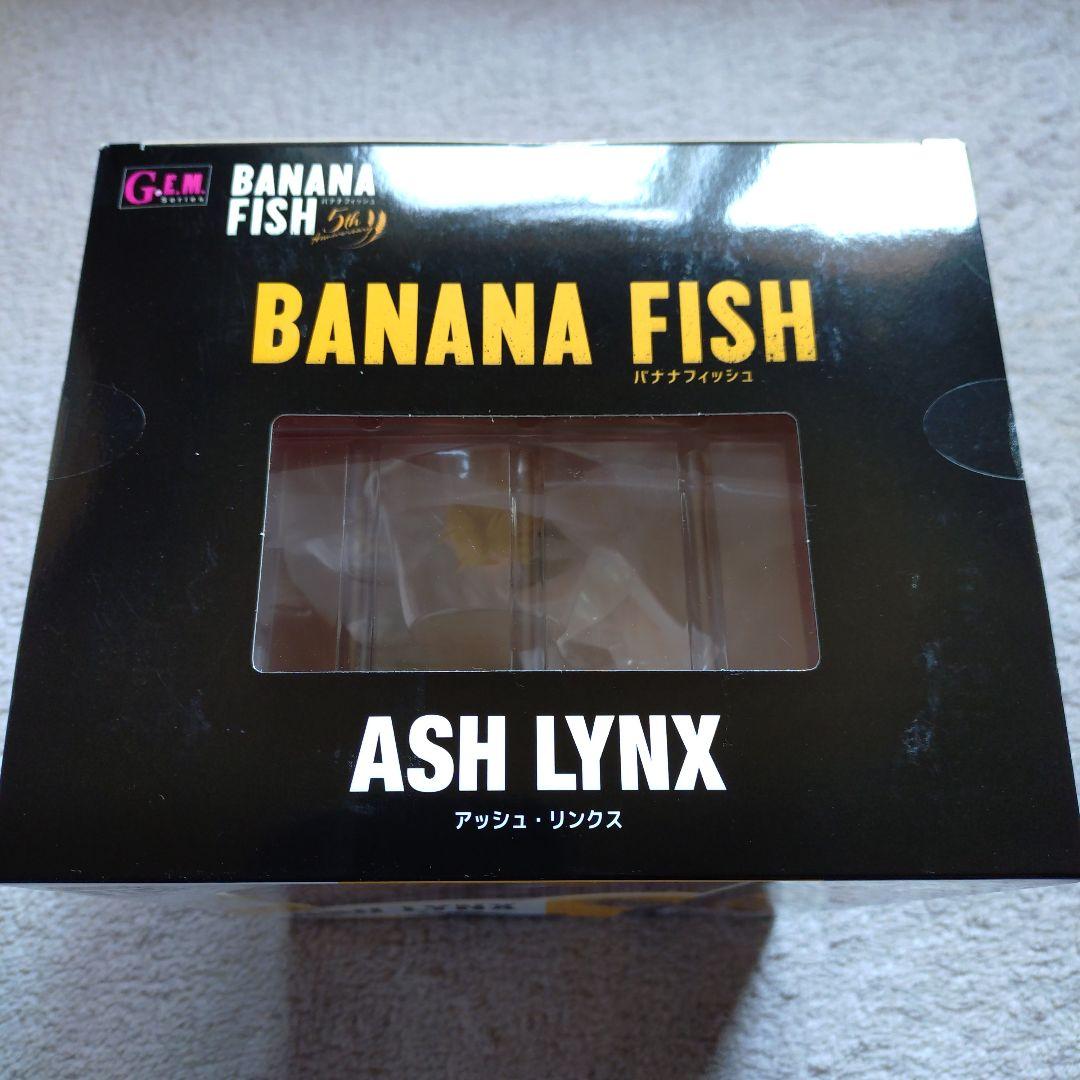 G.E.M.
Series
BANANA
バナナフィッシュ
FISH 5th
Anniversary
BANANA FISH
バナナフィッシュ
ASH LYNX
アッシュ・リンクス